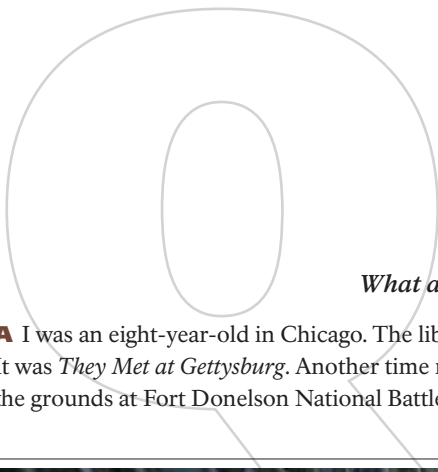 Q
What a
A I was an eight-year-old in Chicago. The lib
It was They Met at Gettysburg. Another time
the grounds at Fort Donelson National Battle